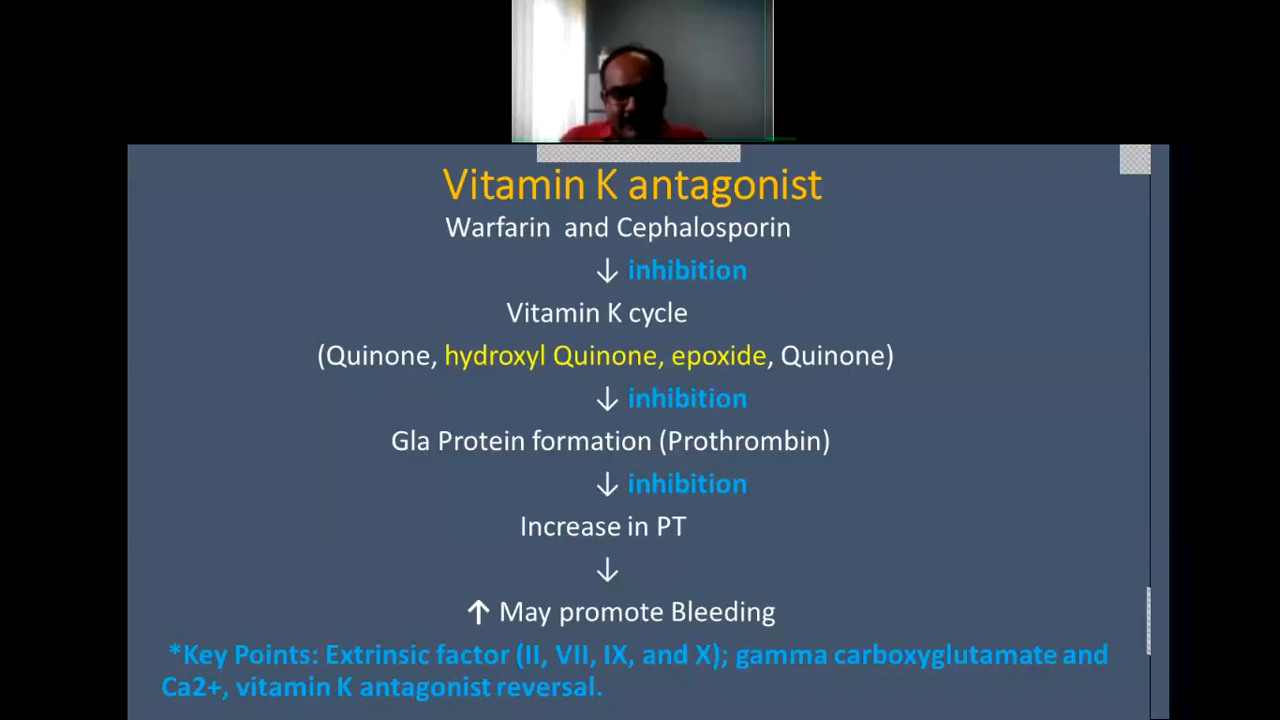 Vitamin K antagonist
Warfarin and Cephalosporin
↓ inhibition
Vitamin K cycle
(Quinone, hydroxyl Quinone, epoxide, Quinone)
↓ inhibition
Gla Protein formation (Prothrombin)
↓ inhibition
Increase in PT
↓
↑ May promote Bleeding
*Key Points: Extrinsic factor (II, VII, IX, and X); gamma carboxyglutamate and
Ca2+, vitamin K antagonist reversal.